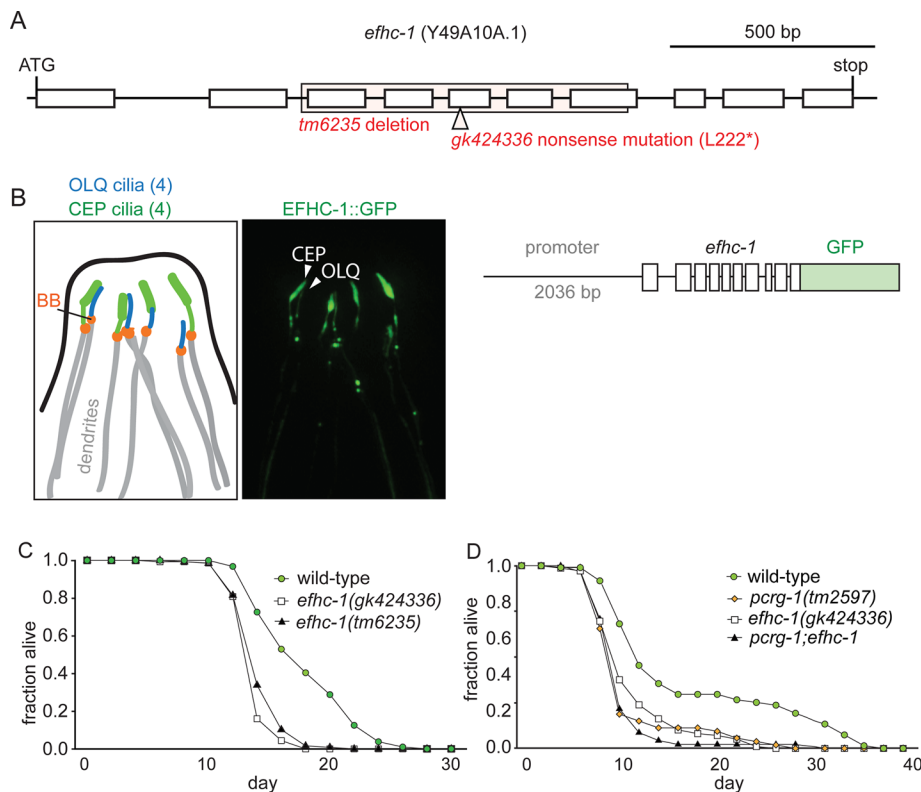 A
efhc-1 (Y49A10A.1)
500 bp
ATG
stop
tm6235 deletion
gk424336 nonsense mutation (L222*)
B
OLQ cilia (4)
CEP cilia (4)
EFHC-1::GFP
BB
dendrites
CEP
OLQ
promoter
efhc-1
GFP
2036 bp
C
fraction alive
1.0
0.8
0.6
0.4
0.2
0.0
0
10
20
30
day
wild-type
efhc-1(gk424336)
efhc-1(tm6235)
D
fraction alive
1.0
0.8
0.6
0.4
0.2
0.0
0
10
20
30
40
day
wild-type
pcrg-1(tm2597)
efhc-1(gk424336)
pcrg-1;efhc-1